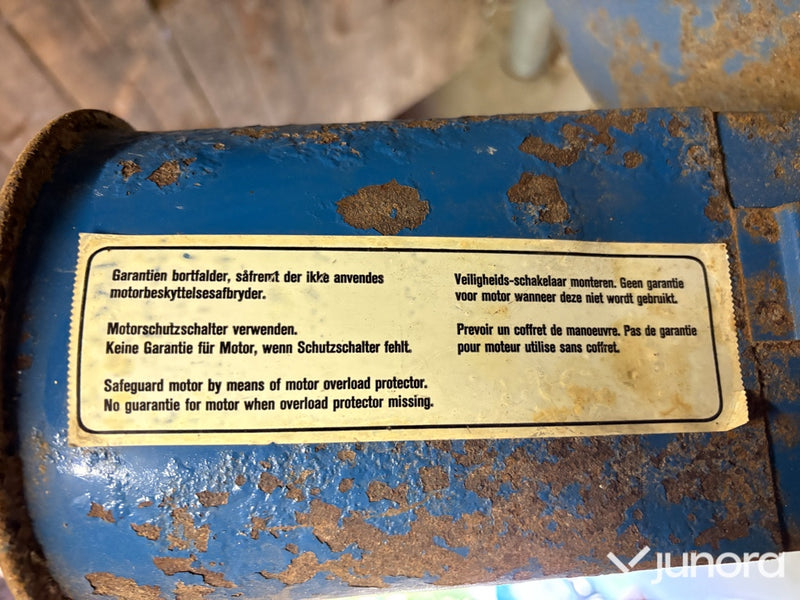 Garantien bortfalder, såfremt der ikke anvendes
motorbeskyttelsesafbryder.
Motorschutzschalter verwenden.
Keine Garantie für Motor, wenn Schutzschalter fehlt.
Safeguard motor by means of motor overload protector.
No guarantie for motor when overload protector missing.
Veiligheids-schakelaar monteren. Geen garantie
voor motor wanneer deze niet wordt gebruikt.
Prevoir un coffret de manoeuvre. Pas de garantie
pour moteur utilise sans coffret.
junora